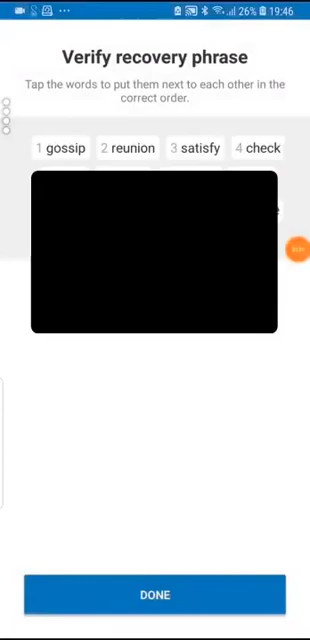 26% 19:46
Verify recovery phrase
Tap the words to put them next to each other in the
correct order.
1 gossip 2 reunion 3 satisfy 4 check
DONE